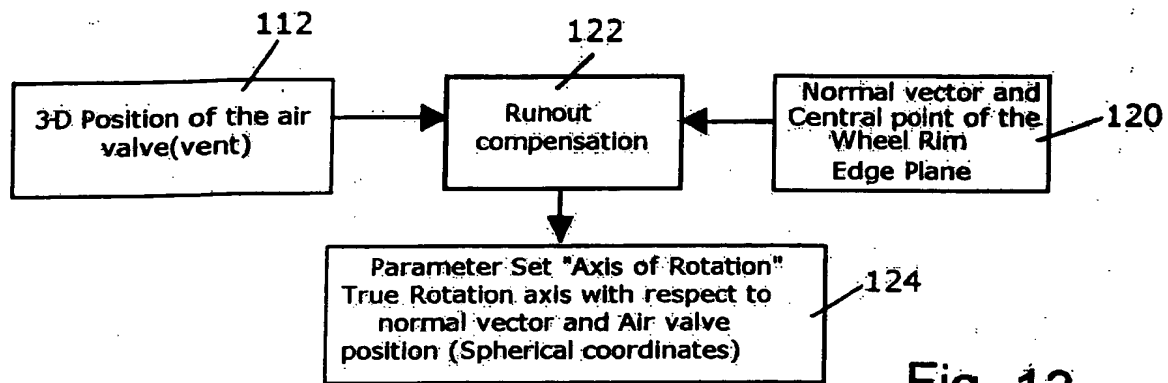 112
122
3-D Position of the air
valve(vent)
Runout
compensation
Normal vector and
Central point of the
Wheel Rim
Edge Plane
120
Parameter Set "Axis of Rotation"
True Rotation axis with respect to
normal vector and Air valve
position (Spherical coordinates)
124
Fig. 12